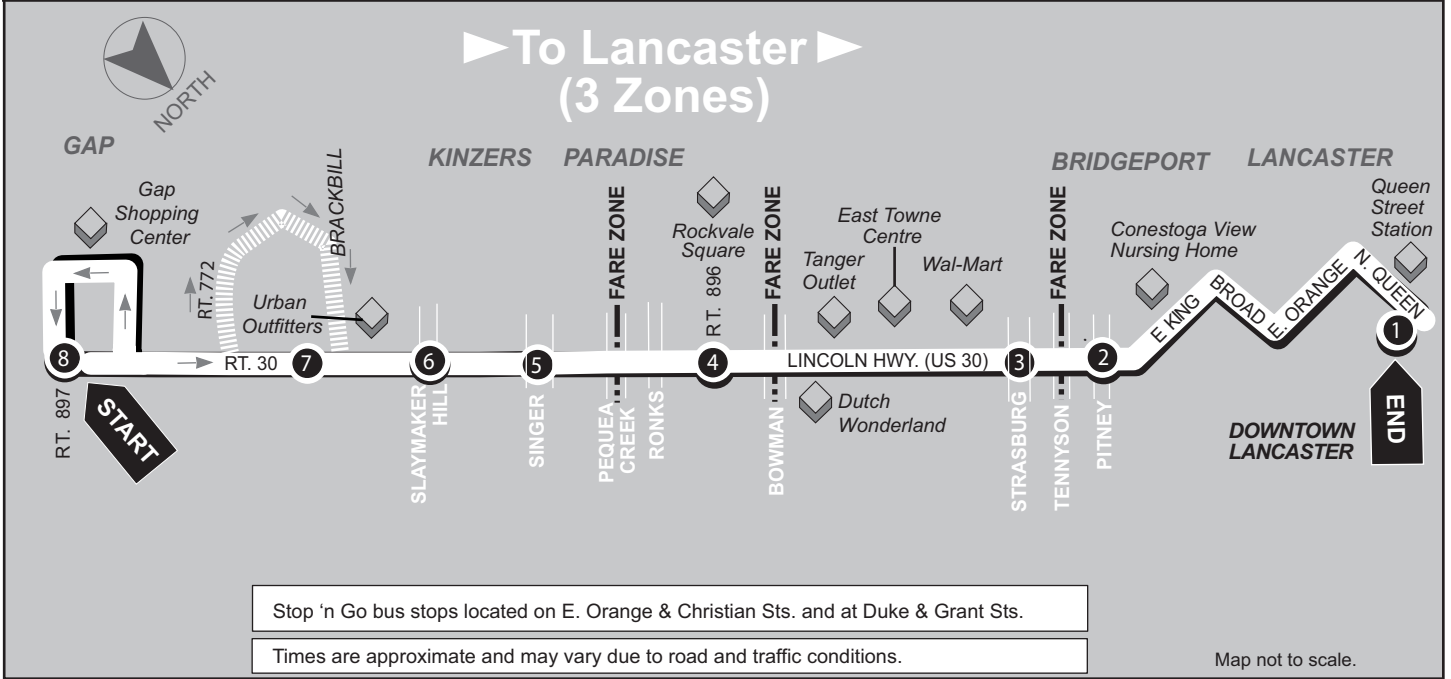 ►To Lancaster►
(3 Zones)
NORTH
GAP
KINZERS
PARADISE
BRIDGEPORT
LANCASTER
Gap
Shopping
Center
BRACKBILL
RT. 772
Urban
Outfitters
FARE ZONE
Rockvale
Square
RT. 896
FARE ZONE
Tanger
Outlet
East Towne
Centre
Wal-Mart
FARE ZONE
Conestoga View
Nursing Home
Queen
Street
Station
E KING
BROAD
E. ORANGE
N. QUEEN
8
RT. 30
7
6
5
4
LINCOLN HWY. (US 30)
3
2
1
RT. 897
START
SLAYMAKER
HILL
SINGER
PEQUEA
CREEK
RONKS
BOWMAN
Dutch
Wonderland
STRASBURG
TENNYSON
PITNEY
DOWNTOWN
LANCASTER
END
Stop ‘n Go bus stops located on E. Orange & Christian Sts. and at Duke & Grant Sts.
Times are approximate and may vary due to road and traffic conditions.
Map not to scale.